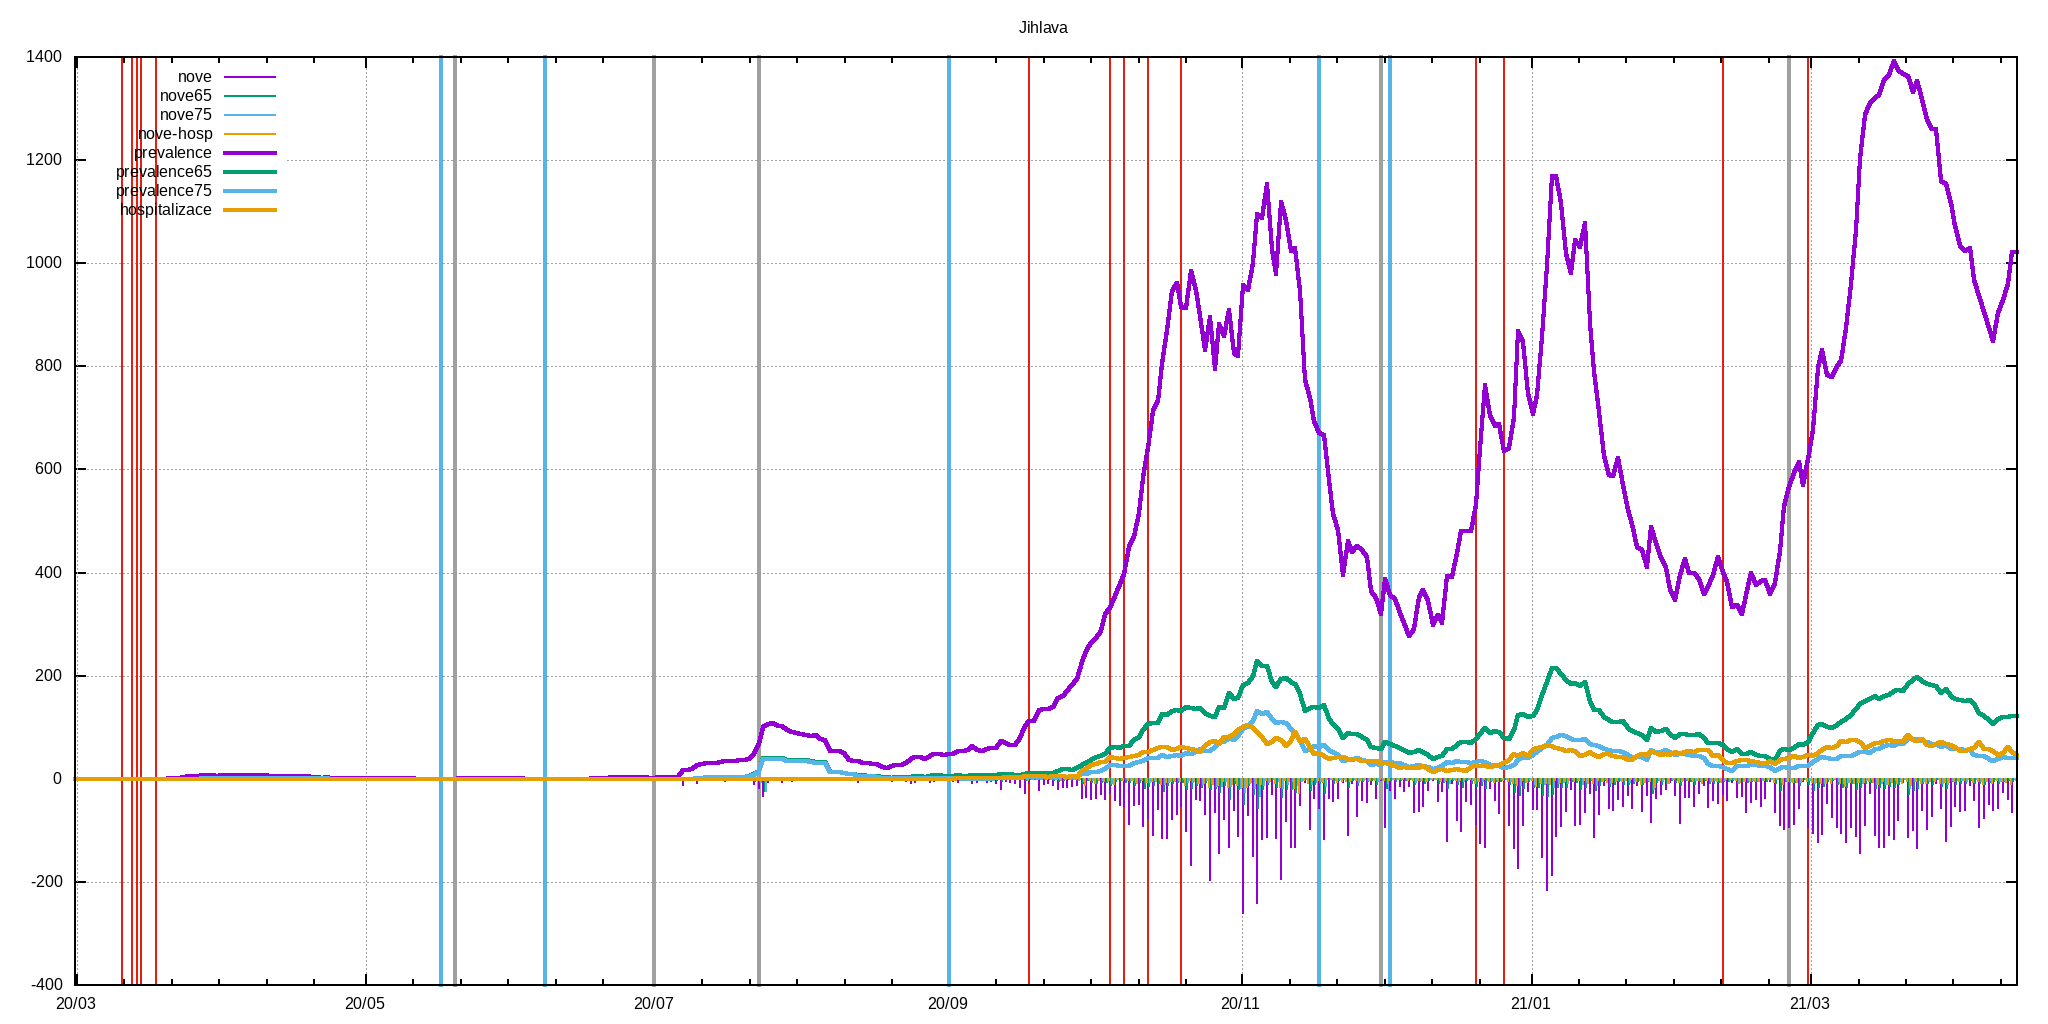 Jihlava
1400
1200
1000
800
600
400
200
0
-200
-400
nove
nove65
nove75
nove-hosp
prevalence
prevalence65
prevalence75
hospitalizace
20/03 20/05 20/07 20/09 20/11 21/01 21/03